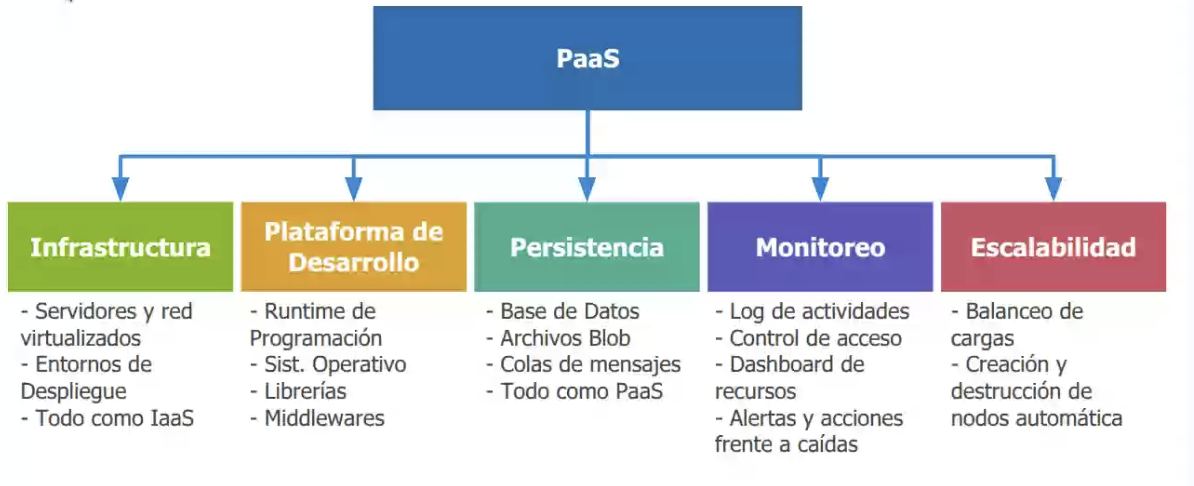 PaaS
Infrastructura
- Servidores y red
virtualizados
- Entornos de
Despliegue
- Todo como IaaS
Plataforma de
Desarrollo
- Runtime de
Programación
- Sist. Operativo
- Librerías
- Middlewares
Persistencia
- Base de Datos
- Archivos Blob
- Colas de mensajes
- Todo como PaaS
Monitoreo
- Log de actividades
- Control de acceso
- Dashboard de
recursos
- Alertas y acciones
frente a caídas
Escalabilidad
- Balanceo de
cargas
- Creación y
destrucción de
nodos automática